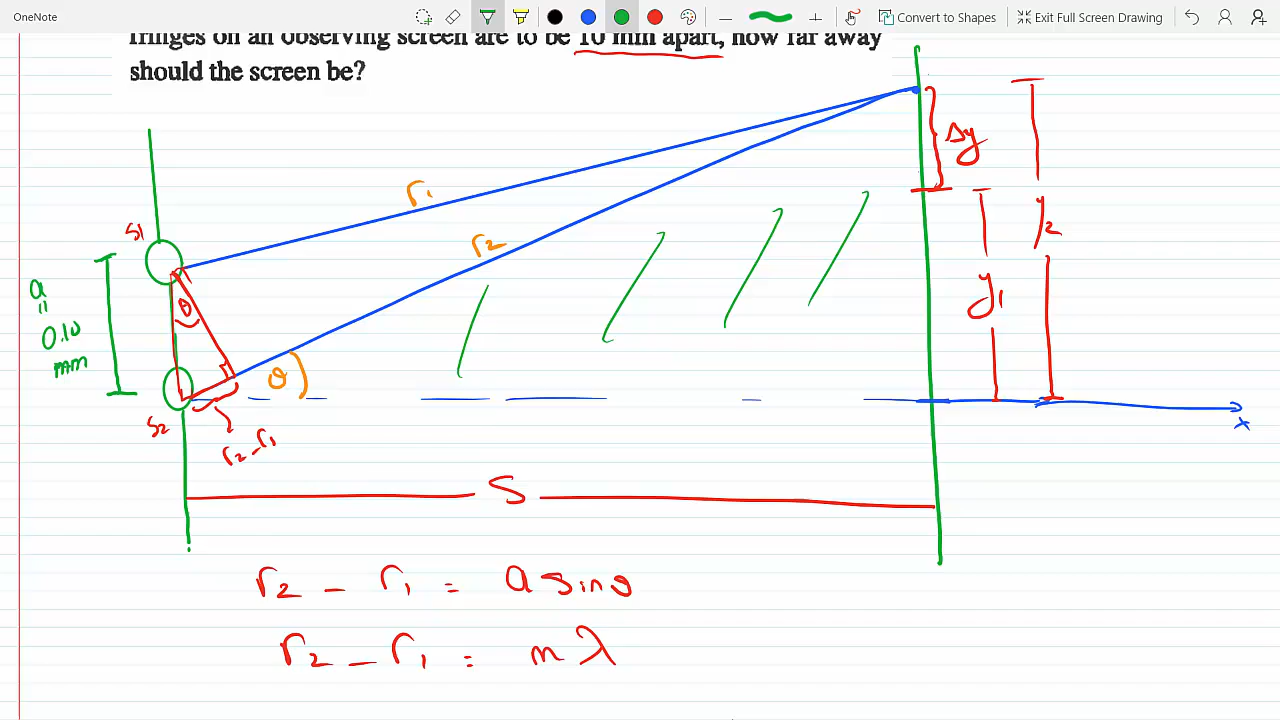 OneNote
Convert to Shapes
Exit Full Screen Drawing
fringes on an observing screen are to be 10 mm apart, how far away
should the screen be?
Δy
r1
r2
y2
S1
θ
a
=
0.10
mm
y1
θ
S2
r2-r1
x
S
r2 - r1 = a sinθ
r2 - r1 = mλ